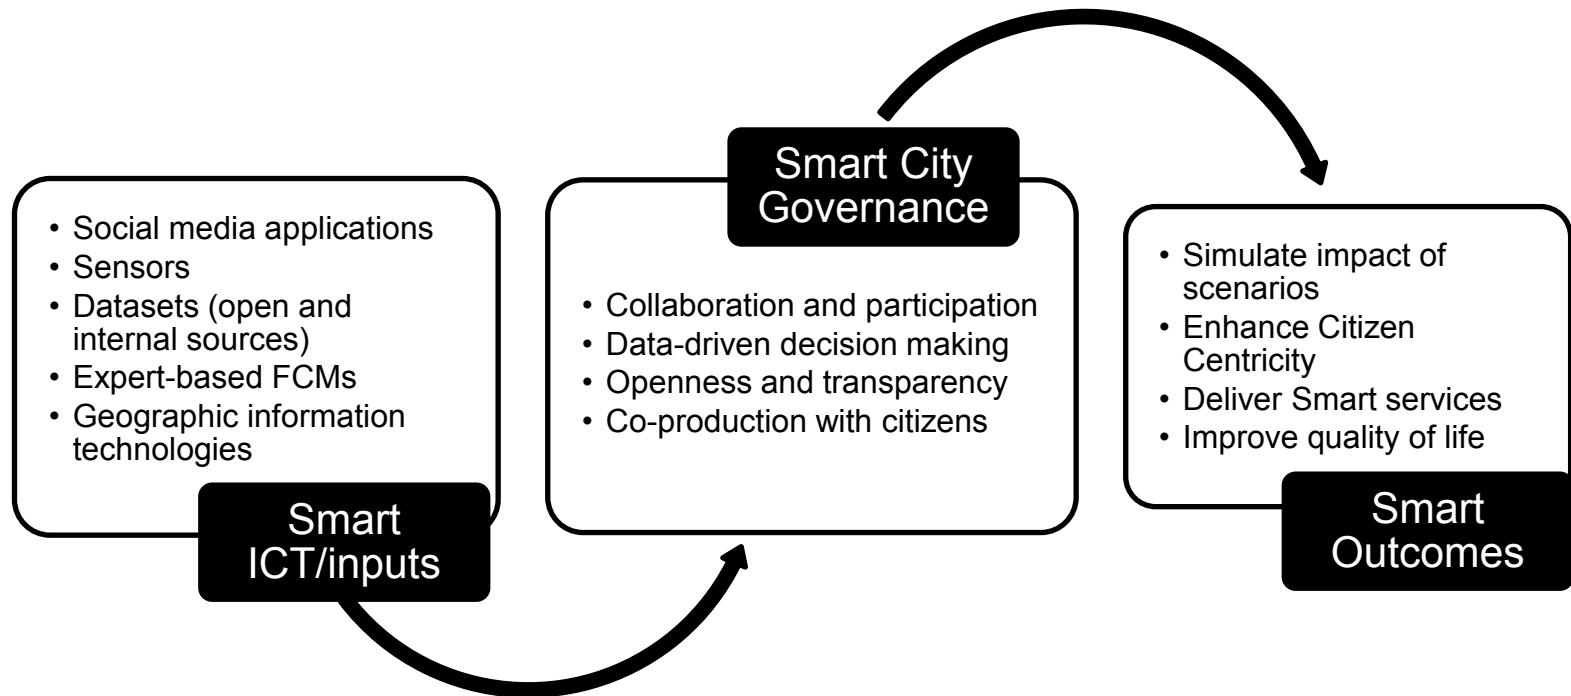 • Social media applications
• Sensors
• Datasets (open and
internal sources)
• Expert-based FCMs
• Geographic information
technologies
Smart
ICT/inputs
Smart City
Governance
• Collaboration and participation
• Data-driven decision making
• Openness and transparency
• Co-production with citizens
• Simulate impact of
scenarios
• Enhance Citizen
Centricity
• Deliver Smart services
• Improve quality of life
Smart
Outcomes